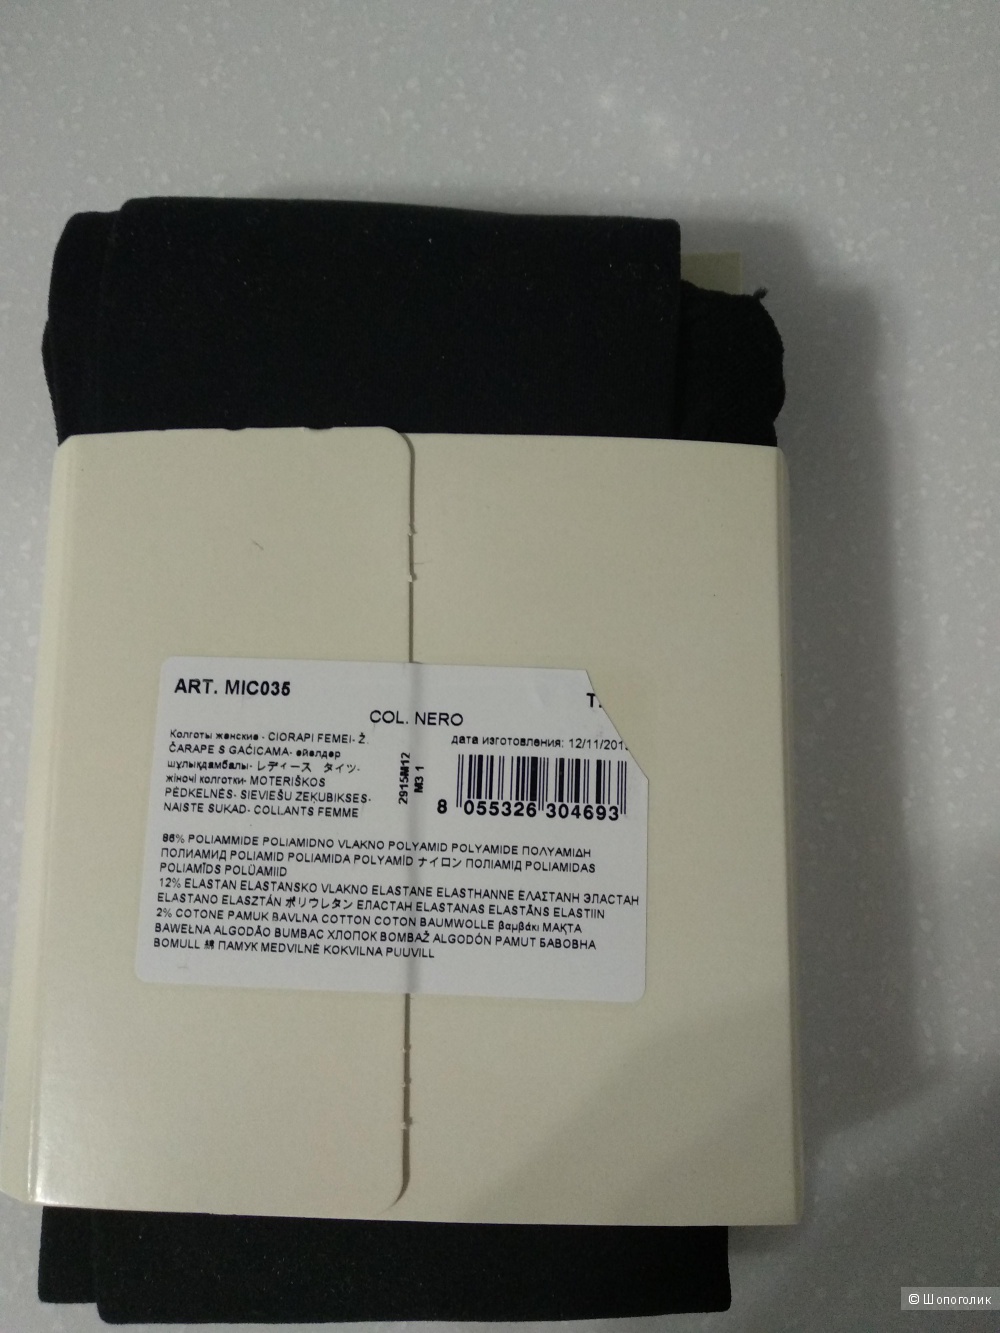 ART. MIC035
T.
COL. NERO
Колготы женские - CIORAPI FEMEI- Ž.
ČARAPE S GAĆICAMA- әйелдер
шұлықдамбалы- レディース タイツ-
жіночі колготки- MOTERIŠKOS
PĖDKELNĖS- SIEVIEŠU ZEĶUBIKSES-
NAISTE SUKAD- COLLANTS FEMME
2915M12
M3 1
дата изготовления: 12/11/201
8 055326 304693
86% POLIAMMIDE POLIAMIDNO VLAKNO POLYAMID POLYAMIDE ΠΟΛΥΑΜΙΔΗ
ПОЛИАМИД POLIAMID POLIAMIDA POLYAMİD ナイロン ПОЛІАМІД POLIAMIDAS
POLIAMĪDS POLÜAMIID
12% ELASTAN ELASTANSKO VLAKNO ELASTANE ELASTHANNE ΕΛΑΣΤΑΝΗ ЭЛАСТАН
ELASTANO ELASZTÁN ポリウレタン ЕЛАСТАН ELASTANAS ELASTĀNS ELASTIIN
2% COTONE PAMUK BAVLNA COTTON COTON BAUMWOLLE βαμβάκι МАҚТА
BAWEŁNA ALGODÃO BUMBAC ХЛОПОК BOMBAŽ ALGODÓN PAMUT БАВОВНА
BOMULL 綿 ПАМУК MEDVILNĖ KOKVILNA PUUVILL
© Шопоголик